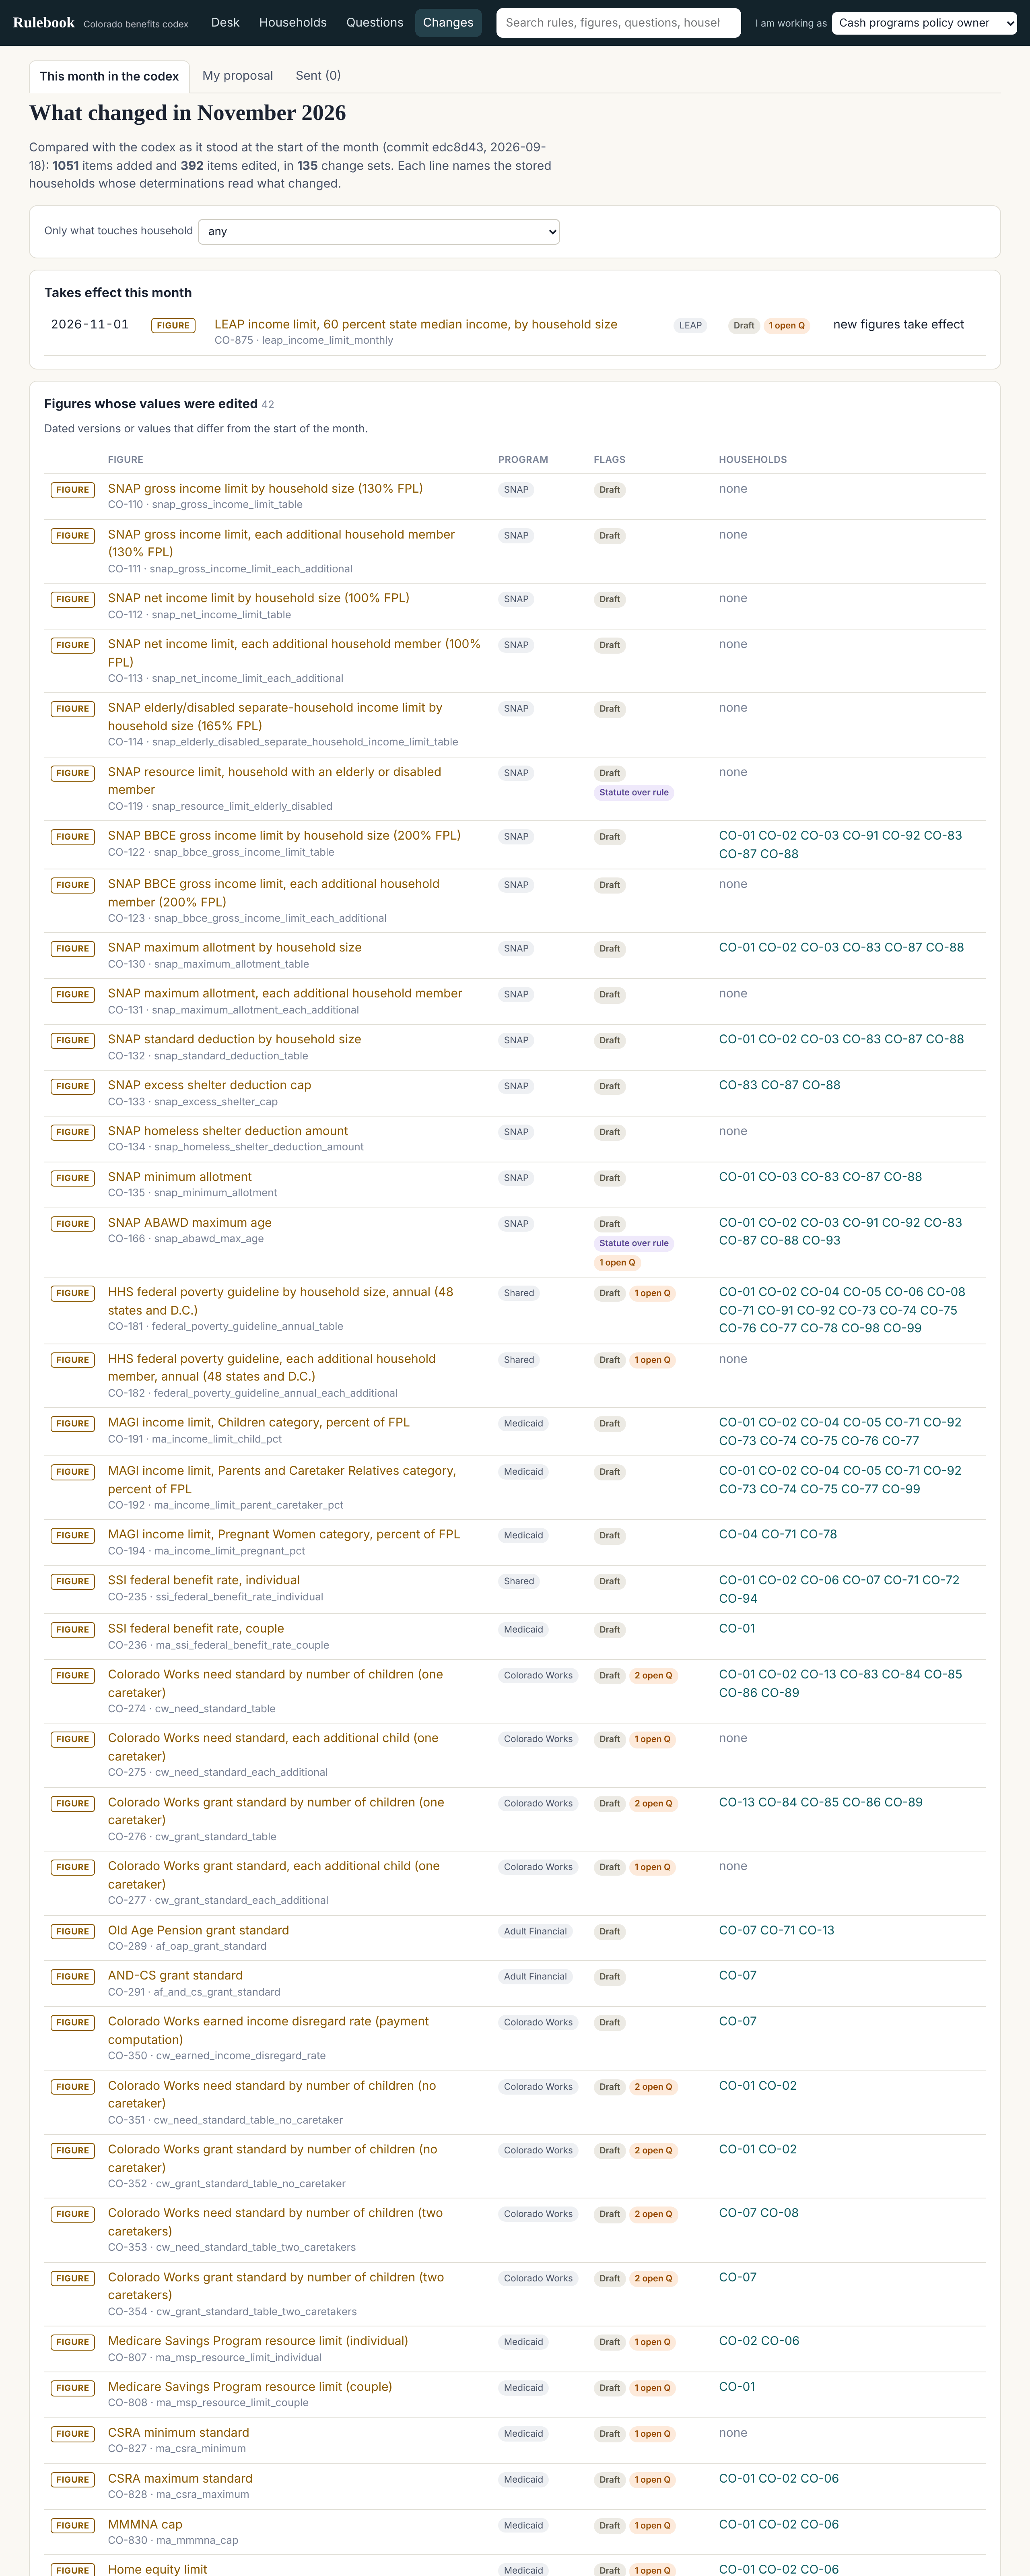 Rulebook Colorado benefits codex Desk Households Questions Changes Search rules, figures, questions, househ I am working as Cash programs policy owner
This month in the codex My proposal Sent (0)
What changed in November 2026
Compared with the codex as it stood at the start of the month (commit edc8d43, 2026-09-
18): 1051 items added and 392 items edited, in 135 change sets. Each line names the stored
households whose determinations read what changed.
Only what touches household any
Takes effect this month
2026-11-01 FIGURE LEAP income limit, 60 percent state median income, by household size LEAP Draft 1 open Q new figures take effect
CO-875 · leap_income_limit_monthly
Figures whose values were edited 42
Dated versions or values that differ from the start of the month.
FIGURE PROGRAM FLAGS HOUSEHOLDS
FIGURE SNAP gross income limit by household size (130% FPL) SNAP Draft none
CO-110 · snap_gross_income_limit_table
FIGURE SNAP gross income limit, each additional household member SNAP Draft none
(130% FPL)
CO-111 · snap_gross_income_limit_each_additional
FIGURE SNAP net income limit by household size (100% FPL) SNAP Draft none
CO-112 · snap_net_income_limit_table
FIGURE SNAP net income limit, each additional household member (100% SNAP Draft none
FPL)
CO-113 · snap_net_income_limit_each_additional
FIGURE SNAP elderly/disabled separate-household income limit by SNAP Draft none
household size (165% FPL)
CO-114 · snap_elderly_disabled_separate_household_income_limit_table
FIGURE SNAP resource limit, household with an elderly or disabled SNAP Draft none
member Statute over rule
CO-119 · snap_resource_limit_elderly_disabled
FIGURE SNAP BBCE gross income limit by household size (200% FPL) SNAP Draft CO-01 CO-02 CO-03 CO-91 CO-92 CO-83
CO-122 · snap_bbce_gross_income_limit_table CO-87 CO-88
FIGURE SNAP BBCE gross income limit, each additional household SNAP Draft none
member (200% FPL)
CO-123 · snap_bbce_gross_income_limit_each_additional
FIGURE SNAP maximum allotment by household size SNAP Draft CO-01 CO-02 CO-03 CO-83 CO-87 CO-88
CO-130 · snap_maximum_allotment_table
FIGURE SNAP maximum allotment, each additional household member SNAP Draft none
CO-131 · snap_maximum_allotment_each_additional
FIGURE SNAP standard deduction by household size SNAP Draft CO-01 CO-02 CO-03 CO-83 CO-87 CO-88
CO-132 · snap_standard_deduction_table
FIGURE SNAP excess shelter deduction cap SNAP Draft CO-83 CO-87 CO-88
CO-133 · snap_excess_shelter_cap
FIGURE SNAP homeless shelter deduction amount SNAP Draft none
CO-134 · snap_homeless_shelter_deduction_amount
FIGURE SNAP minimum allotment SNAP Draft CO-01 CO-03 CO-83 CO-87 CO-88
CO-135 · snap_minimum_allotment
FIGURE SNAP ABAWD maximum age SNAP Draft CO-01 CO-02 CO-03 CO-91 CO-92 CO-83
CO-166 · snap_abawd_max_age Statute over rule CO-87 CO-88 CO-93
1 open Q
FIGURE HHS federal poverty guideline by household size, annual (48 Shared Draft 1 open Q CO-01 CO-02 CO-04 CO-05 CO-06 CO-08
states and D.C.) CO-71 CO-91 CO-92 CO-73 CO-74 CO-75
CO-181 · federal_poverty_guideline_annual_table CO-76 CO-77 CO-78 CO-98 CO-99
FIGURE HHS federal poverty guideline, each additional household Shared Draft 1 open Q none
member, annual (48 states and D.C.)
CO-182 · federal_poverty_guideline_annual_each_additional
FIGURE MAGI income limit, Children category, percent of FPL Medicaid Draft CO-01 CO-02 CO-04 CO-05 CO-71 CO-92
CO-191 · ma_income_limit_child_pct CO-73 CO-74 CO-75 CO-76 CO-77
FIGURE MAGI income limit, Parents and Caretaker Relatives category, Medicaid Draft CO-01 CO-02 CO-04 CO-05 CO-71 CO-92
percent of FPL CO-73 CO-74 CO-75 CO-77 CO-99
CO-192 · ma_income_limit_parent_caretaker_pct
FIGURE MAGI income limit, Pregnant Women category, percent of FPL Medicaid Draft CO-04 CO-71 CO-78
CO-194 · ma_income_limit_pregnant_pct
FIGURE SSI federal benefit rate, individual Shared Draft CO-01 CO-02 CO-06 CO-07 CO-71 CO-72
CO-235 · ssi_federal_benefit_rate_individual CO-94
FIGURE SSI federal benefit rate, couple Medicaid Draft CO-01
CO-236 · ma_ssi_federal_benefit_rate_couple
FIGURE Colorado Works need standard by number of children (one Colorado Works Draft 2 open Q CO-01 CO-02 CO-13 CO-83 CO-84 CO-85
caretaker) CO-86 CO-89
CO-274 · cw_need_standard_table
FIGURE Colorado Works need standard, each additional child (one Colorado Works Draft 1 open Q none
caretaker)
CO-275 · cw_need_standard_each_additional
FIGURE Colorado Works grant standard by number of children (one Colorado Works Draft 2 open Q CO-13 CO-84 CO-85 CO-86 CO-89
caretaker)
CO-276 · cw_grant_standard_table
FIGURE Colorado Works grant standard, each additional child (one Colorado Works Draft 1 open Q none
caretaker)
CO-277 · cw_grant_standard_each_additional
FIGURE Old Age Pension grant standard Adult Financial Draft CO-07 CO-71 CO-13
CO-289 · af_oap_grant_standard
FIGURE AND-CS grant standard Adult Financial Draft CO-07
CO-291 · af_and_cs_grant_standard
FIGURE Colorado Works earned income disregard rate (payment Colorado Works Draft CO-07
computation)
CO-350 · cw_earned_income_disregard_rate
FIGURE Colorado Works need standard by number of children (no Colorado Works Draft 2 open Q CO-01 CO-02
caretaker)
CO-351 · cw_need_standard_table_no_caretaker
FIGURE Colorado Works grant standard by number of children (no Colorado Works Draft 2 open Q CO-01 CO-02
caretaker)
CO-352 · cw_grant_standard_table_no_caretaker
FIGURE Colorado Works need standard by number of children (two Colorado Works Draft 2 open Q CO-07 CO-08
caretakers)
CO-353 · cw_need_standard_table_two_caretakers
FIGURE Colorado Works grant standard by number of children (two Colorado Works Draft 2 open Q CO-07
caretakers)
CO-354 · cw_grant_standard_table_two_caretakers
FIGURE Medicare Savings Program resource limit (individual) Medicaid Draft 1 open Q CO-02 CO-06
CO-807 · ma_msp_resource_limit_individual
FIGURE Medicare Savings Program resource limit (couple) Medicaid Draft 1 open Q CO-01
CO-808 · ma_msp_resource_limit_couple
FIGURE CSRA minimum standard Medicaid Draft 1 open Q none
CO-827 · ma_csra_minimum
FIGURE CSRA maximum standard Medicaid Draft 1 open Q CO-01 CO-02 CO-06
CO-828 · ma_csra_maximum
FIGURE MMMNA cap Medicaid Draft 1 open Q CO-01 CO-02 CO-06
CO-830 · ma_mmmna_cap
FIGURE Home equity limit Medicaid Draft 1 open Q CO-01 CO-02 CO-06